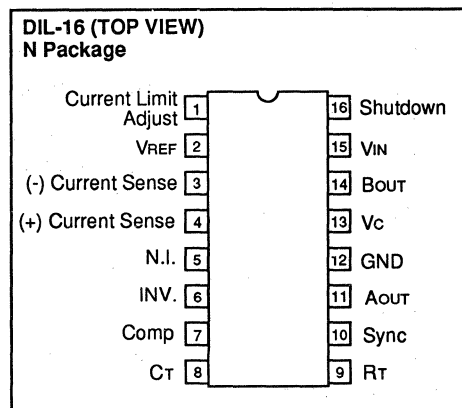 DIL-16 (TOP VIEW)
N Package
Current Limit
Adjust 1
16 Shutdown
VREF 2
15 VIN
(-) Current Sense 3
14 BOUT
(+) Current Sense 4
13 VC
N.I. 5
12 GND
INV. 6
11 AOUT
Comp 7
10 Sync
CT 8
9 RT